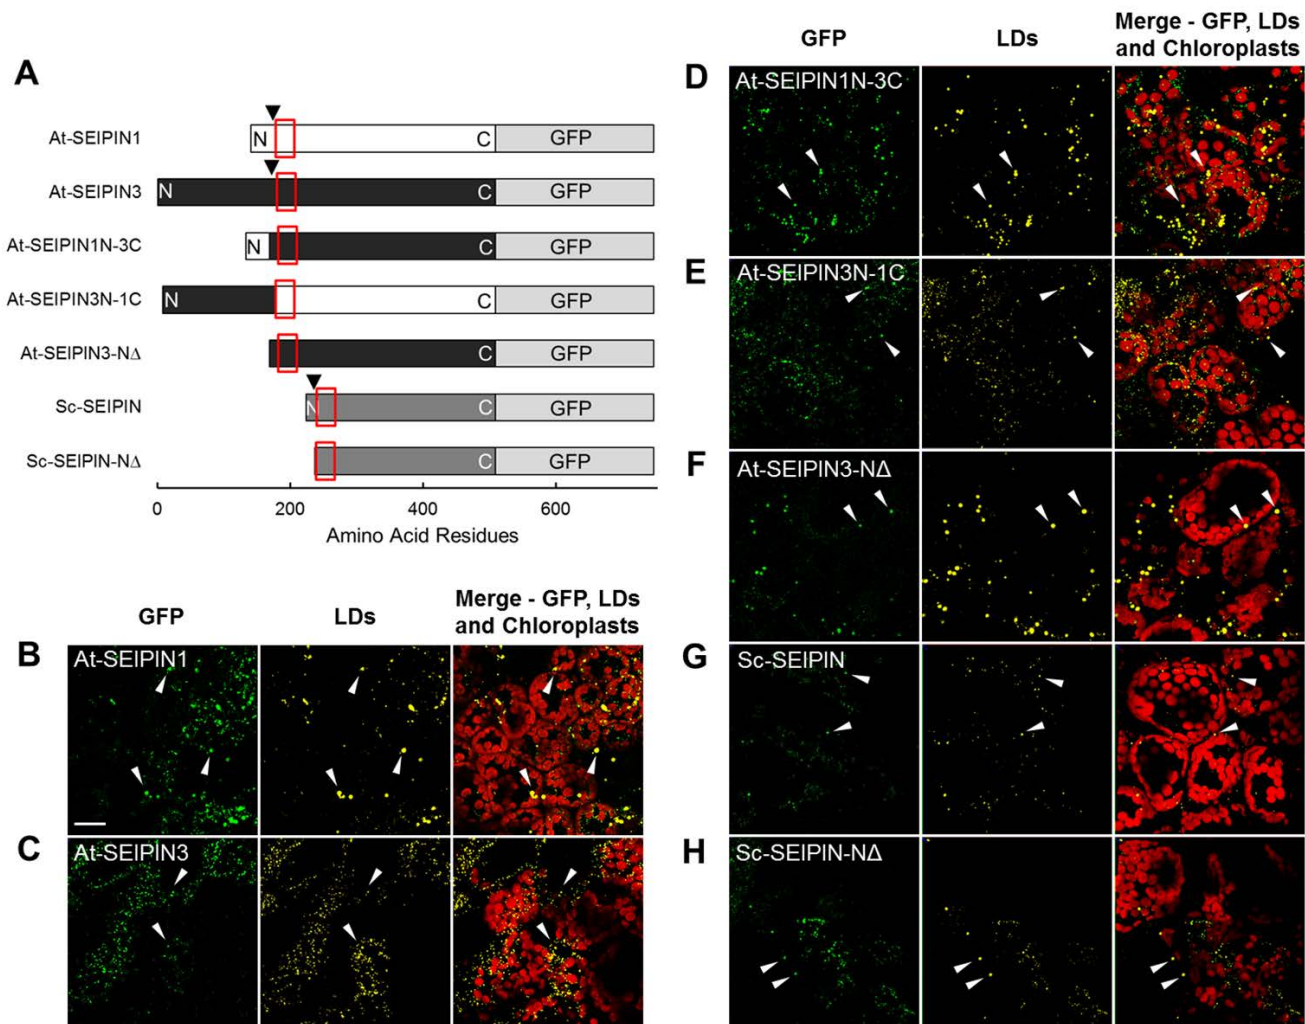 A
At-SEIPIN1 N C GFP
At-SEIPIN3 N C GFP
At-SEIPIN1N-3C N C GFP
At-SEIPIN3N-1C N C GFP
At-SEIPIN3-NΔ C GFP
Sc-SEIPIN N C GFP
Sc-SEIPIN-NΔ C GFP
0 200 400 600
Amino Acid Residues
GFP LDs Merge - GFP, LDs
and Chloroplasts
B At-SEIPIN1
C At-SEIPIN3
GFP LDs Merge - GFP, LDs
and Chloroplasts
D At-SEIPIN1N-3C
E At-SEIPIN3N-1C
F At-SEIPIN3-NΔ
G Sc-SEIPIN
H Sc-SEIPIN-NΔ